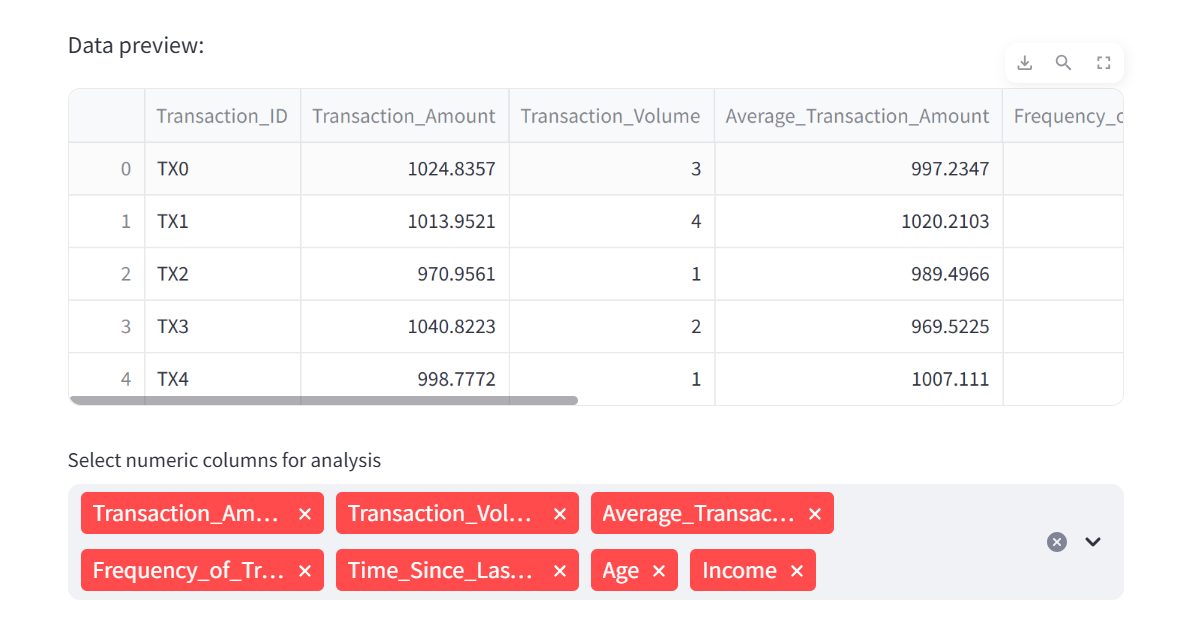 Data preview:
Transaction_ID Transaction_Amount Transaction_Volume Average_Transaction_Amount Frequency_
0 TX0 1024.8357 3 997.2347
1 TX1 1013.9521 4 1020.2103
2 TX2 970.9561 1 989.4966
3 TX3 1040.8223 2 969.5225
4 TX4 998.7772 1 1007.111
Select numeric columns for analysis
Transaction_Am... × Transaction_Vol... × Average_Transac... ×
Frequency_of_Tr... × Time_Since_Las... × Age × Income ×